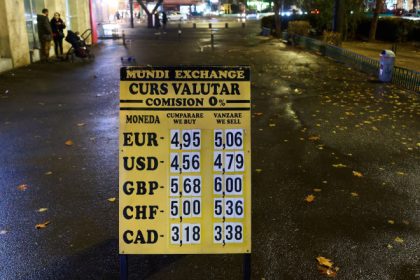 MUNDI EXCHANGE
CURS VALUTAR
COMISION 0%
MONEDA CUMPARARE WE BUY VANZARE WE SELL
EUR 4,95 5,06
USD 4,56 4,79
GBP 5,68 6,00
CHF 5,00 5,36
CAD 3,18 3,38